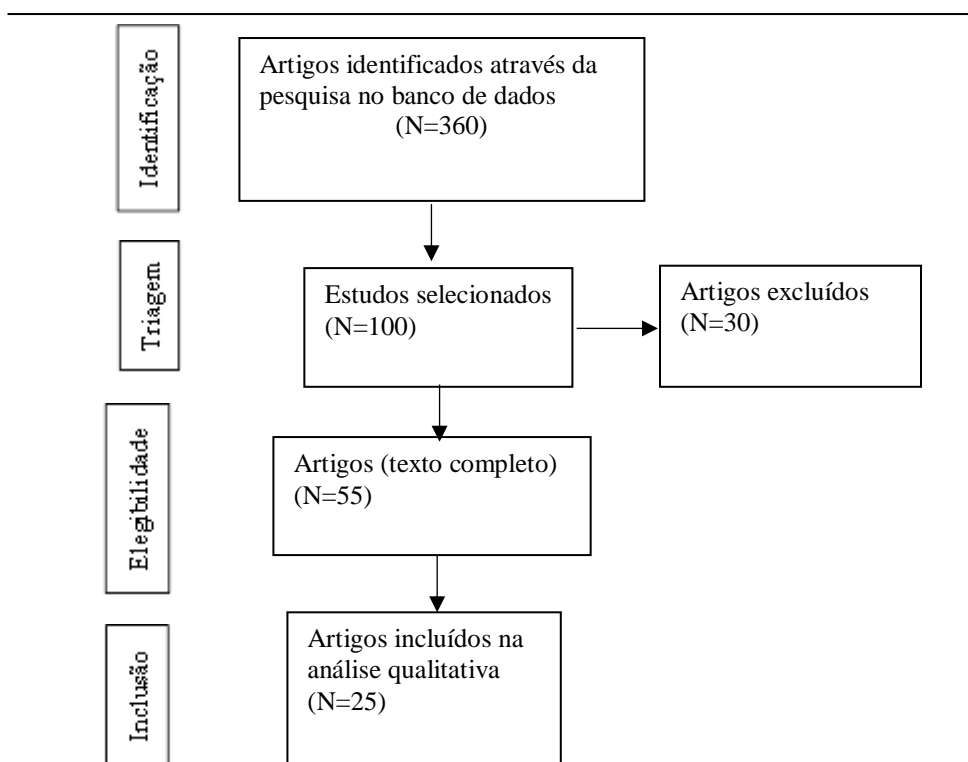 Identificação
Artigos identificados através da
pesquisa no banco de dados
(N=360)
Triagem
Estudos selecionados
(N=100)
Artigos excluídos
(N=30)
Elegibilidade
Artigos (texto completo)
(N=55)
Inclusão
Artigos incluídos na
análise qualitativa
(N=25)